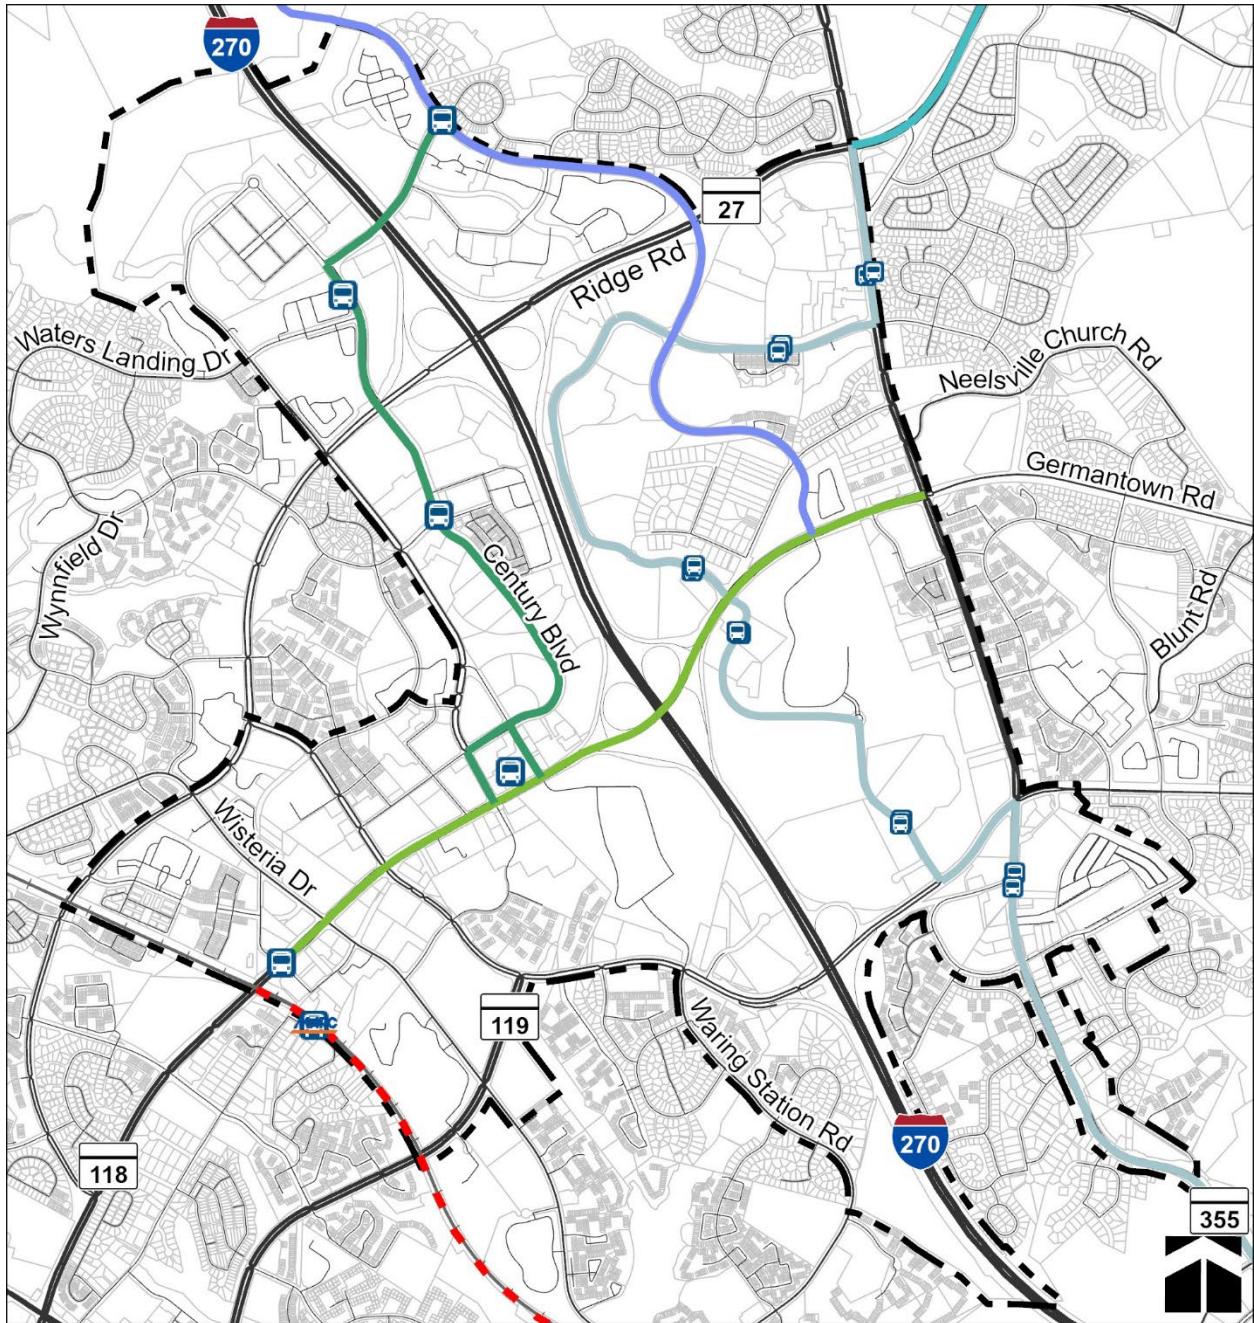 270
27
Ridge Rd
Waters Landing Dr
Neelsville Church Rd
Germantown Rd
Wynnfield Dr
Century Blvd
Blunt Rd
Wisteria Dr
119
Waring Station Rd
270
118
355